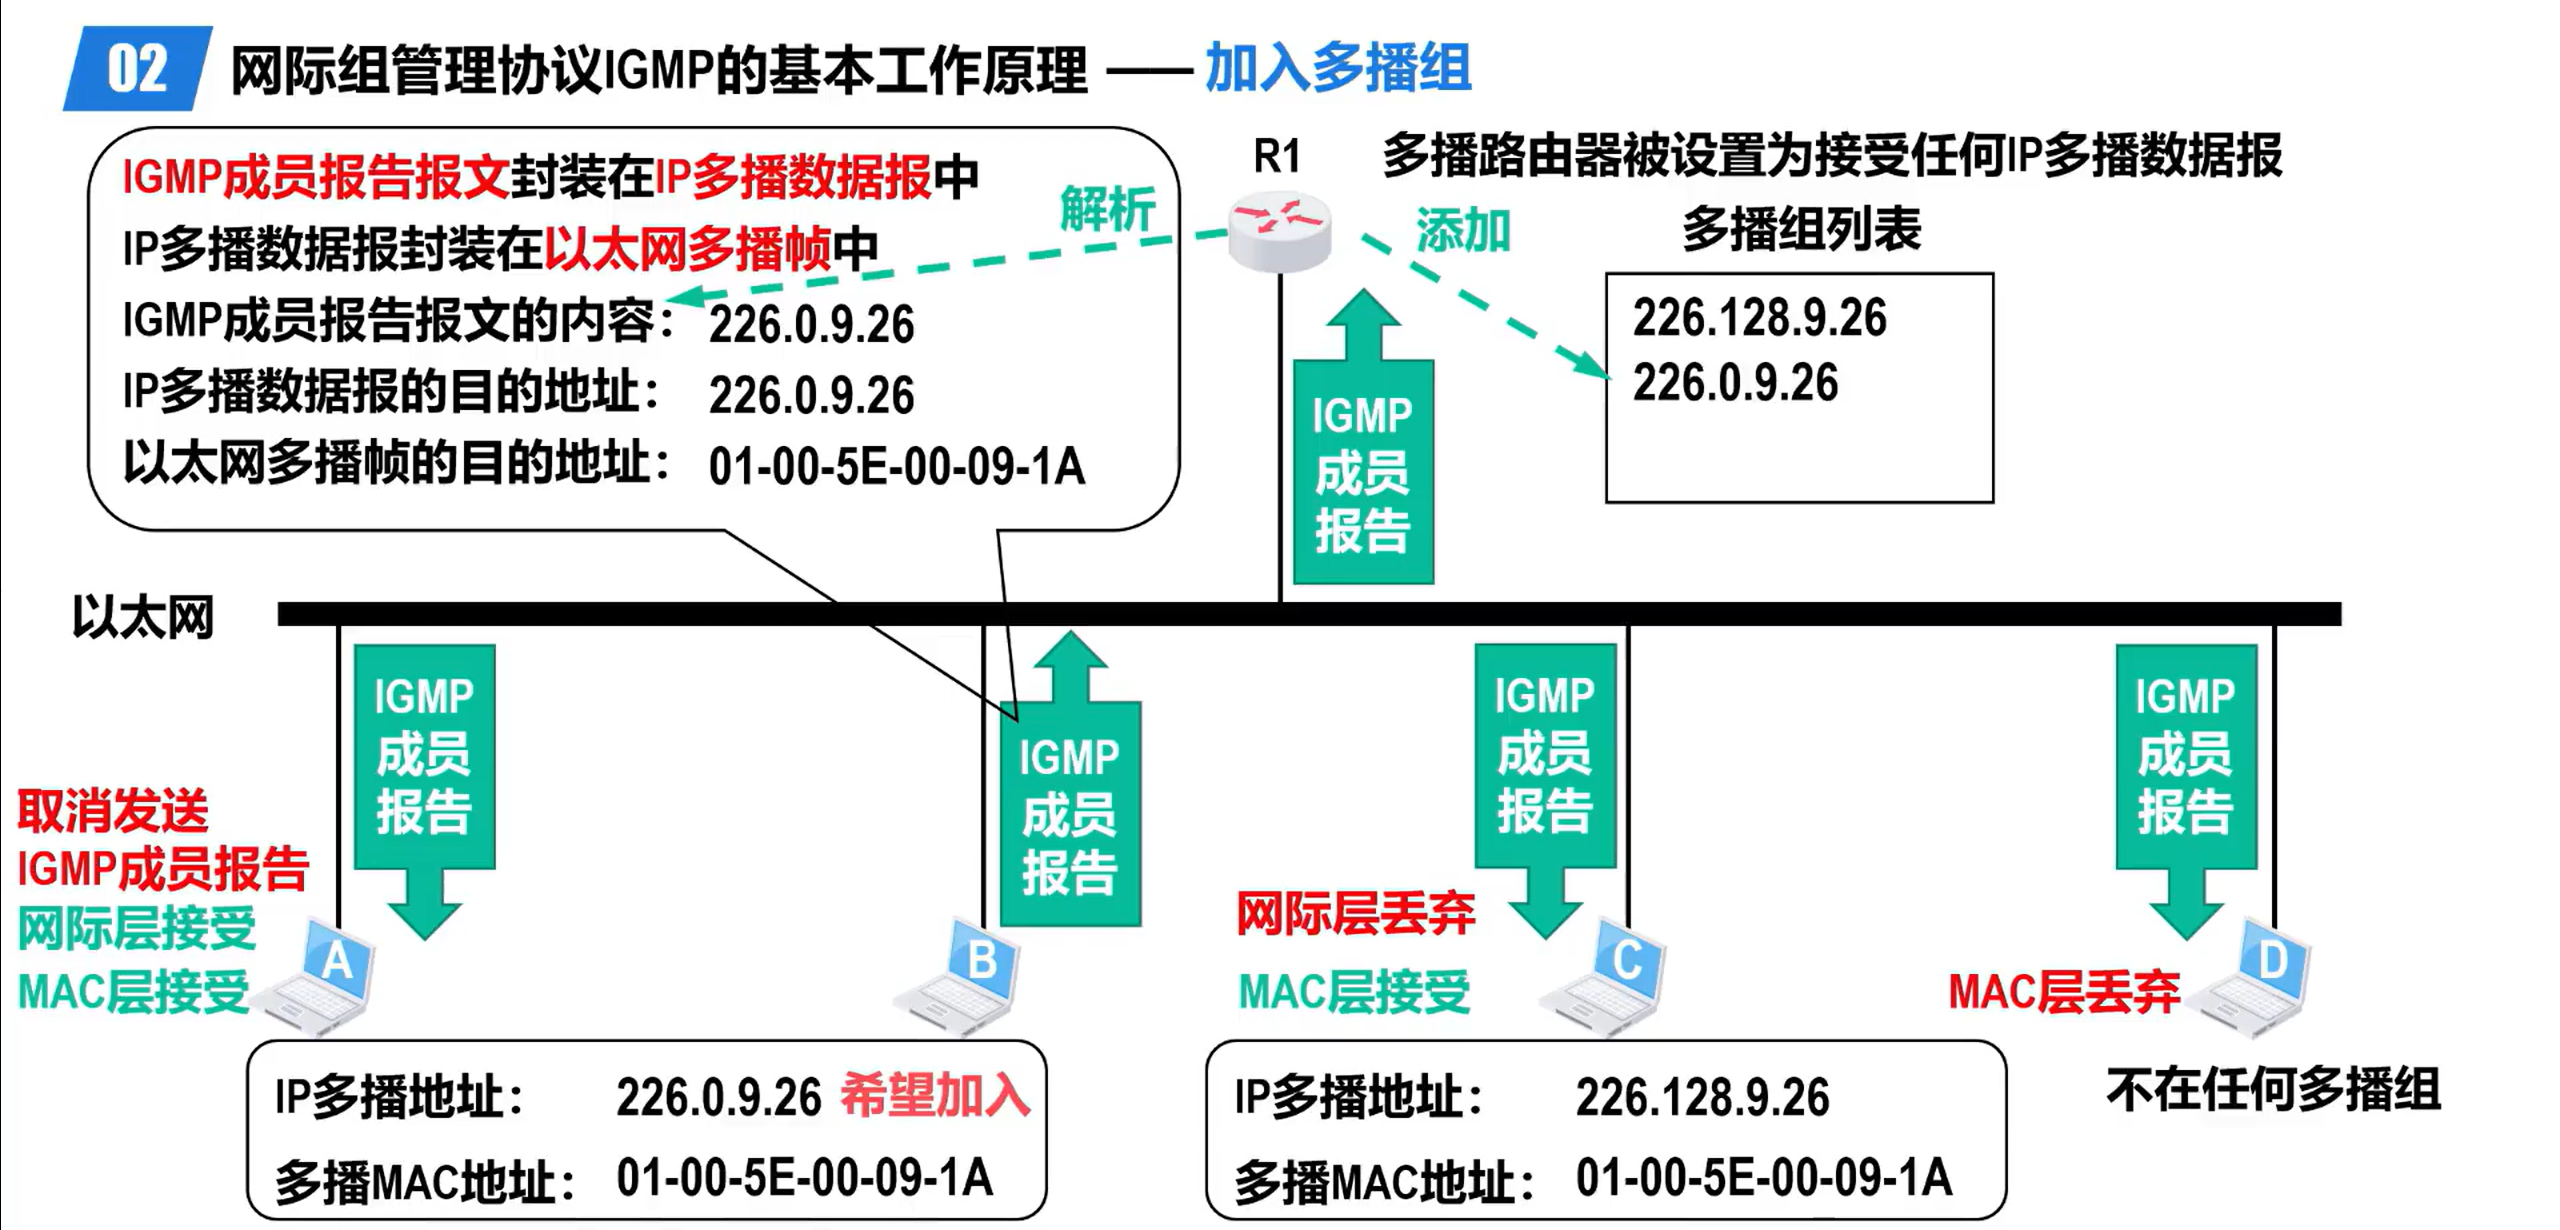 02 网际组管理协议IGMP的基本工作原理 —— 加入多播组
IGMP成员报告报文封装在IP多播数据报中
IP多播数据报封装在以太网多播帧中
IGMP成员报告报文的内容： 226.0.9.26
IP多播数据报的目的地址： 226.0.9.26
以太网多播帧的目的地址： 01-00-5E-00-09-1A
解析
R1
多播路由器被设置为接受任何IP多播数据报
添加
多播组列表
226.128.9.26
226.0.9.26
IGMP
成员
报告
以太网
IGMP
成员
报告
IGMP
成员
报告
IGMP
成员
报告
IGMP
成员
报告
取消发送
IGMP成员报告
网际层接受
MAC层接受
A
B
网际层丢弃
MAC层接受
C
MAC层丢弃
D
IP多播地址： 226.0.9.26 希望加入
多播MAC地址： 01-00-5E-00-09-1A
IP多播地址： 226.128.9.26
多播MAC地址： 01-00-5E-00-09-1A
不在任何多播组